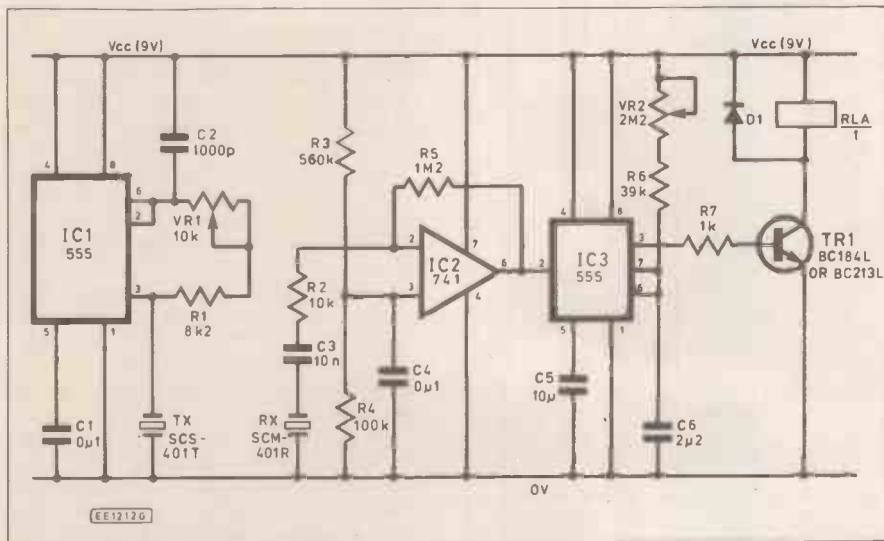 Vcc (9V)
Vcc (9V)
C2
1000p
4
8
6
2
VR1
10k
IC1
555
3
R1
8k2
5
1
C1
0µ1
TX
SCS-
401T
R3
560k
R5
1M2
2
7
IC2
741
6
3
4
R2
10k
C3
10n
RX
SCM-
401R
C4
0µ1
R4
100k
VR2
2M2
R6
39k
4
8
2
IC3
555
3
7
6
5
1
C5
10µ
C6
2µ2
R7
1k
D1
RLA
1
TR1
BC184L
OR BC213L
0V
EE1212G